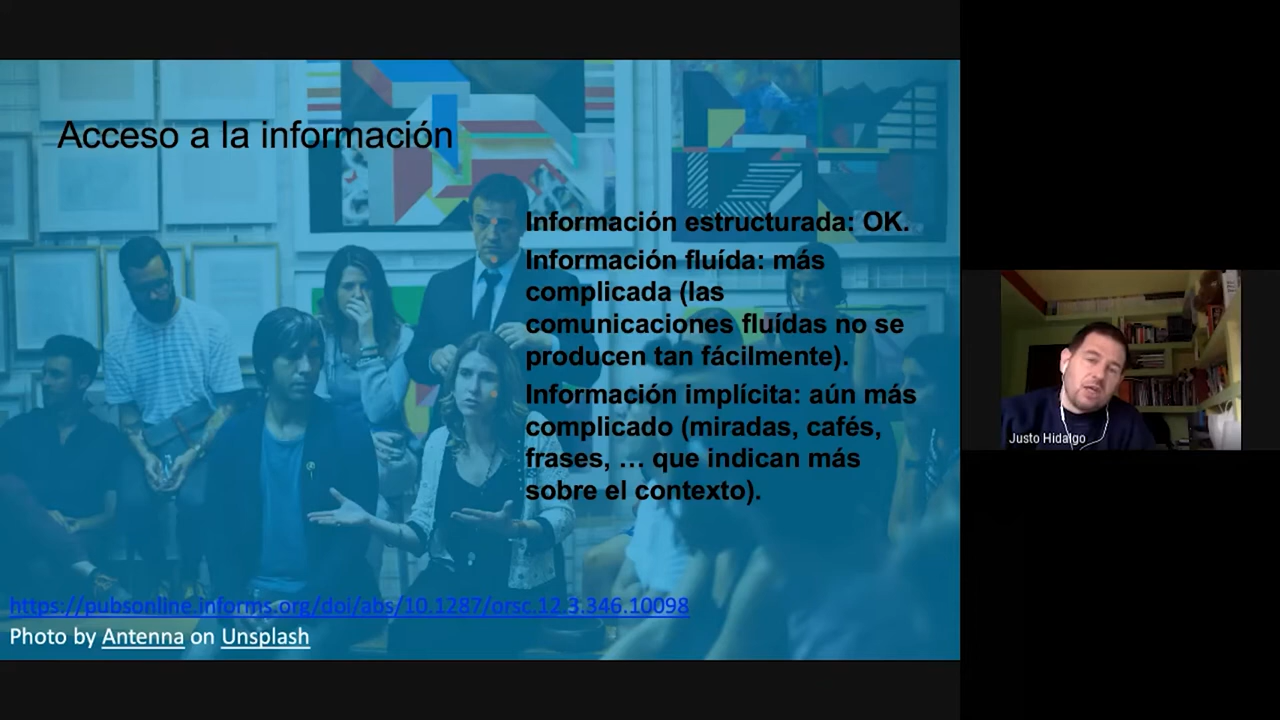 Acceso a la información
Información estructurada: OK.
Información fluída: más
complicada (las
comunicaciones fluídas no se
producen tan fácilmente).
Información implícita: aún más
complicado (miradas, cafés,
frases, … que indican más
sobre el contexto).
https://pubsonline.informs.org/doi/abs/10.1287/orsc.12.3.346.10098
Photo by Antenna on Unsplash
Justo Hidalgo